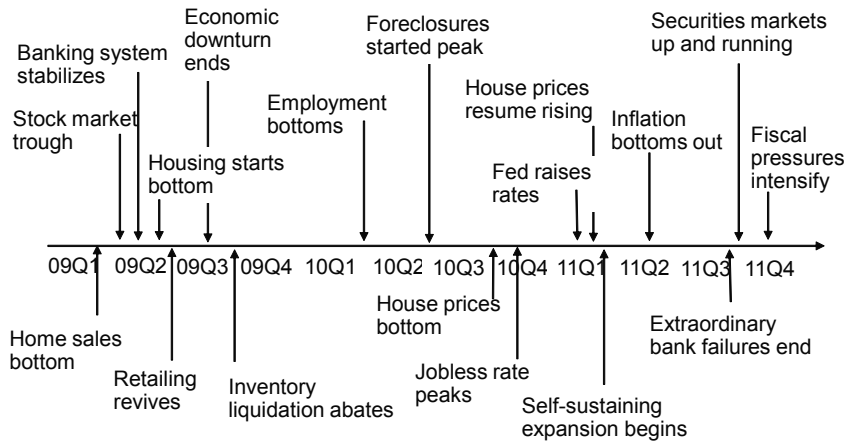 Economic
downturn
ends
Foreclosures
started peak
Securities markets
up and running
Banking system
stabilizes
House prices
resume rising
Employment
bottoms
Inflation
bottoms out
Stock market
trough
Fiscal
pressures
intensify
Housing starts
bottom
Fed raises
rates
09Q1 09Q2 09Q3 09Q4 10Q1 10Q2 10Q3 10Q4 11Q1 11Q2 11Q3 11Q4
Home sales
bottom
House prices
bottom
Extraordinary
bank failures end
Retailing
revives
Inventory
liquidation abates
Jobless rate
peaks
Self-sustaining
expansion begins